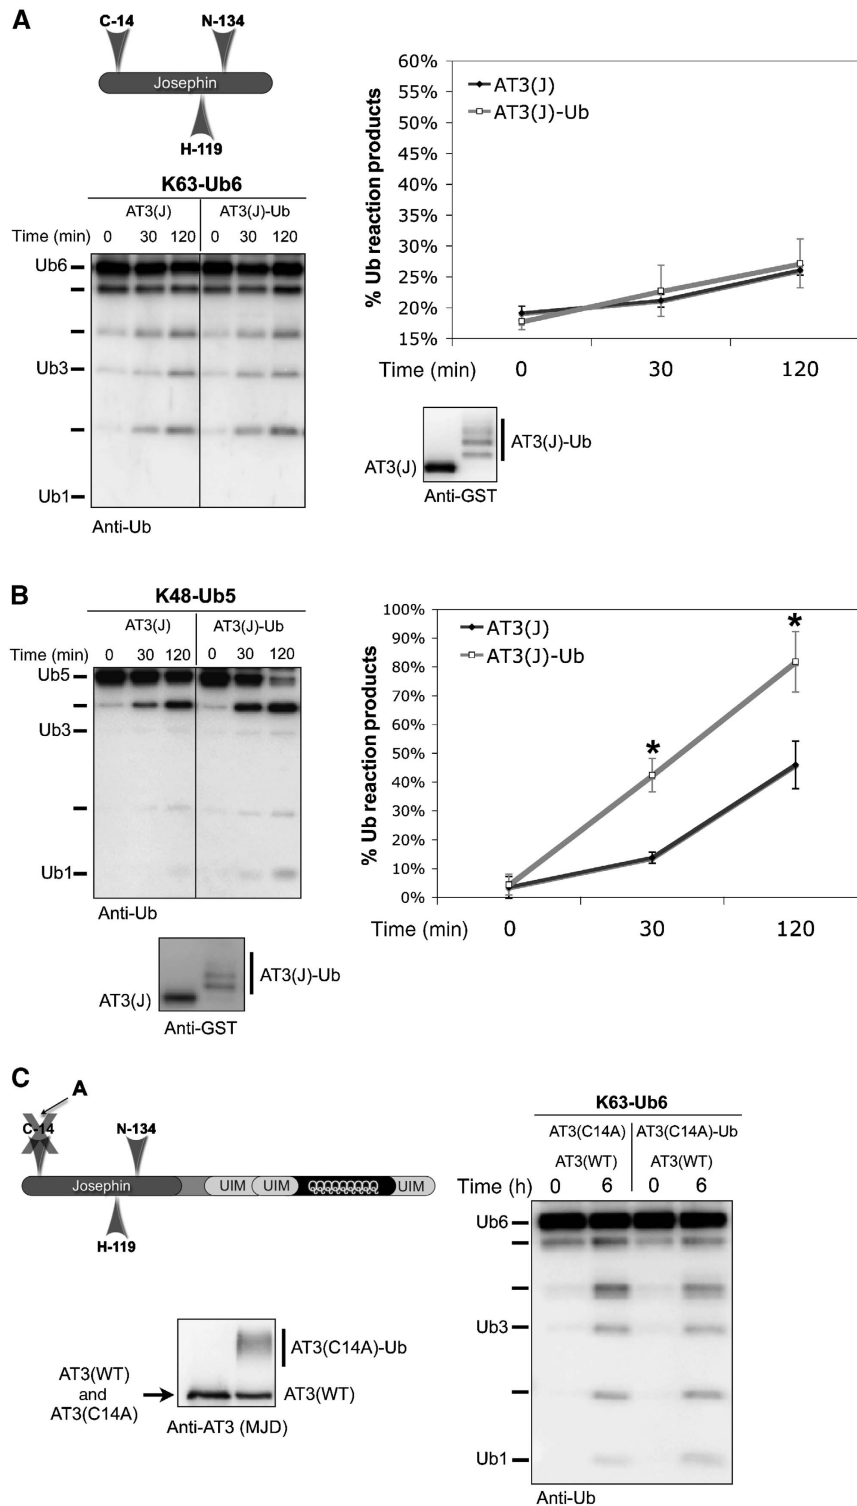 A
C-14
N-134
Josephin
H-119
K63-Ub6
AT3(J) AT3(J)-Ub
Time (min) 0 30 120 0 30 120
Ub6
Ub3
Ub1
Anti-Ub
% Ub reaction products
60%
55%
50%
45%
40%
35%
30%
25%
20%
15%
AT3(J)
AT3(J)-Ub
Time (min) 0 30 120
AT3(J)
AT3(J)-Ub
Anti-GST
B
K48-Ub5
AT3(J) AT3(J)-Ub
Time (min) 0 30 120 0 30 120
Ub5
Ub3
Ub1
Anti-Ub
AT3(J)
AT3(J)-Ub
Anti-GST
% Ub reaction products
100%
90%
80%
70%
60%
50%
40%
30%
20%
10%
0%
AT3(J)
AT3(J)-Ub
*
*
Time (min) 0 30 120
C
A
C-14
N-134
Josephin UIM UIM QQQQQQQQQ UIM
H-119
AT3(WT)
and
AT3(C14A)
AT3(C14A)-Ub
AT3(WT)
Anti-AT3 (MJD)
K63-Ub6
AT3(C14A) AT3(C14A)-Ub
AT3(WT) AT3(WT)
Time (h) 0 6 0 6
Ub6
Ub3
Ub1
Anti-Ub